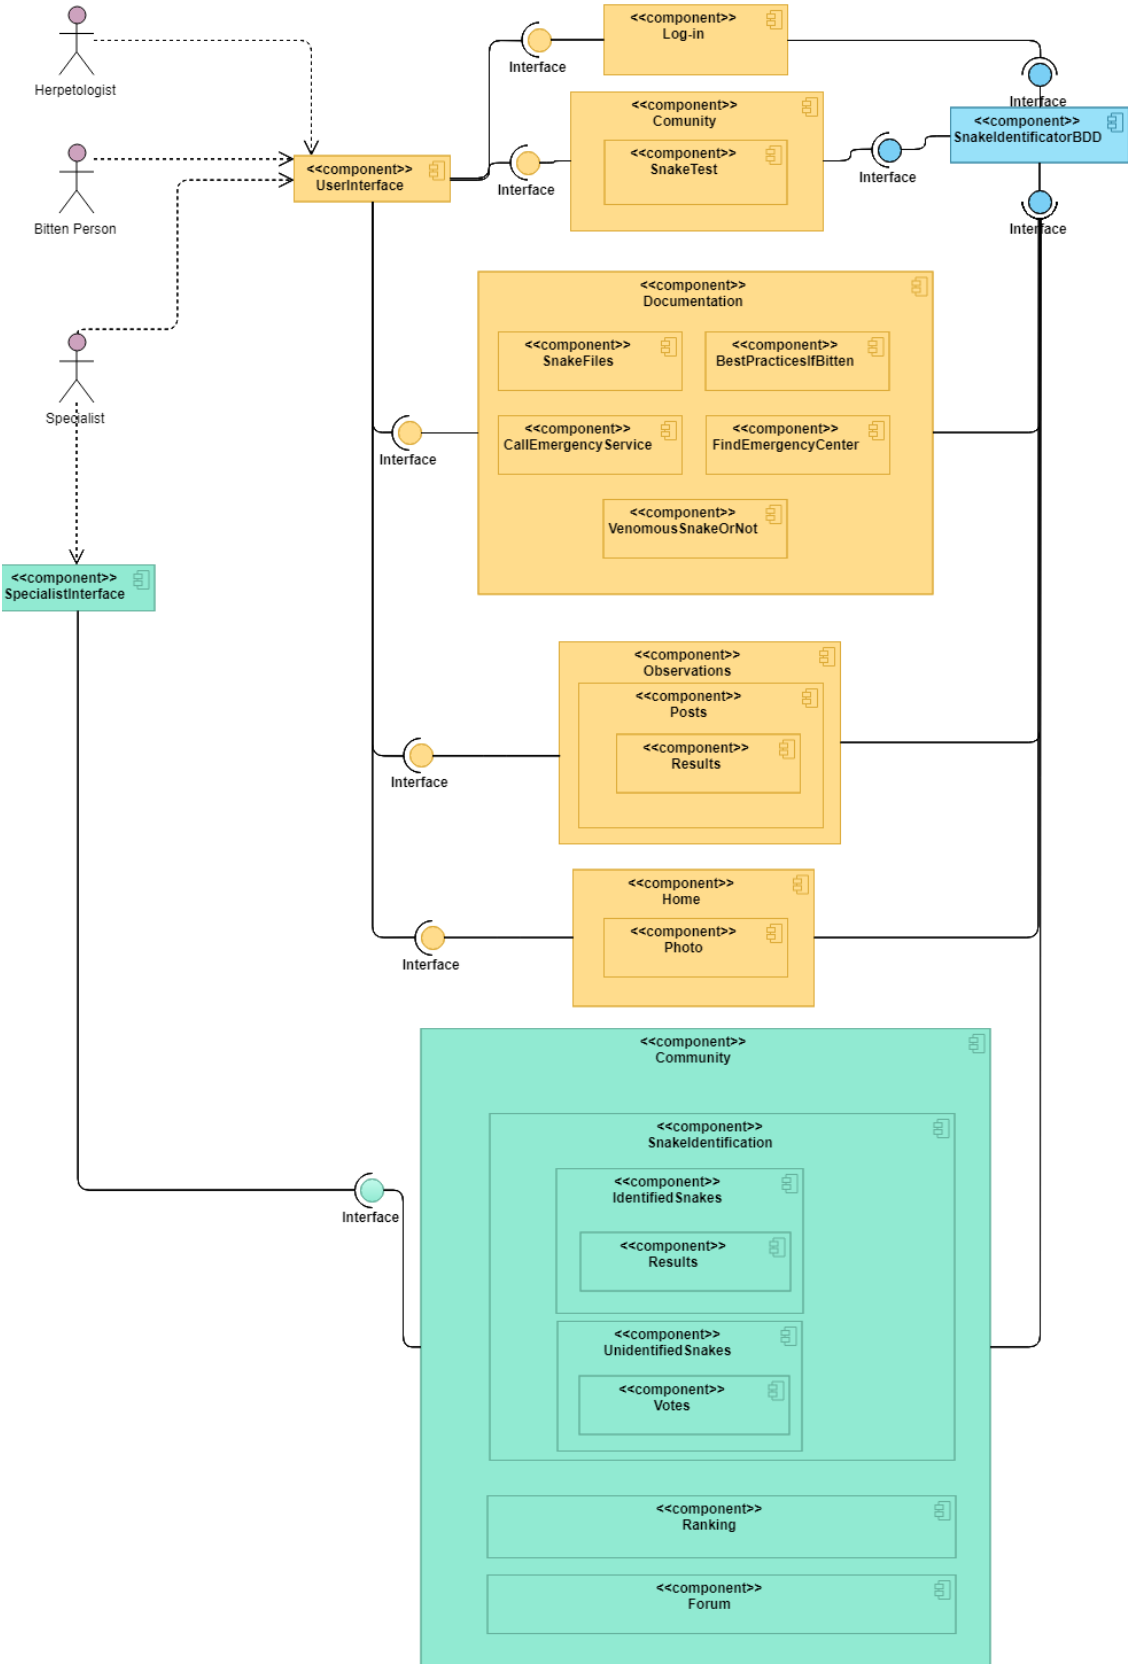 Herpetologist
Bitten Person
Specialist
<<component>>
UserInterface
<<component>>
SpecialistInterface
Interface
<<component>>
Log-in
Interface
Interface
<<component>>
Comunity
<<component>>
SnakeTest
Interface
<<component>>
SnakeIdentificatorBDD
Interface
Interface
<<component>>
Documentation
<<component>>
SnakeFiles
<<component>>
BestPracticesIfBitten
<<component>>
CallEmergencyService
<<component>>
FindEmergencyCenter
<<component>>
VenomousSnakeOrNot
Interface
<<component>>
Observations
<<component>>
Posts
<<component>>
Results
Interface
<<component>>
Home
<<component>>
Photo
Interface
<<component>>
Community
<<component>>
SnakeIdentification
<<component>>
IdentifiedSnakes
<<component>>
Results
<<component>>
UnidentifiedSnakes
<<component>>
Votes
<<component>>
Ranking
<<component>>
Forum